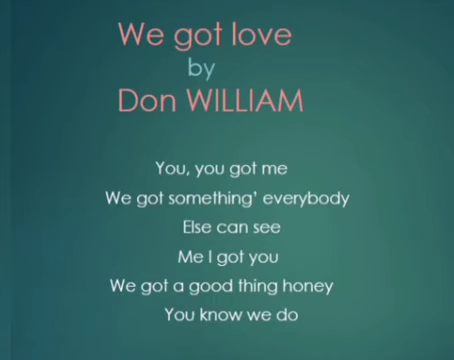 We got love
by
Don WILLIAM
You, you got me
We got something’ everybody
Else can see
Me I got you
We got a good thing honey
You know we do